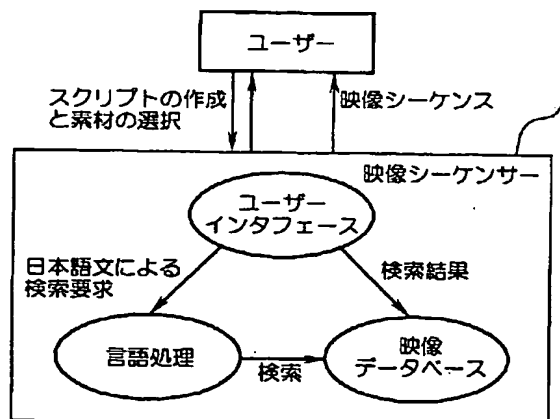 ユーザー
スクリプトの作成
と素材の選択
映像シーケンス
映像シーケンサー
ユーザー
インタフェース
日本語文による
検索要求
検索結果
言語処理
検索
映像
データベース